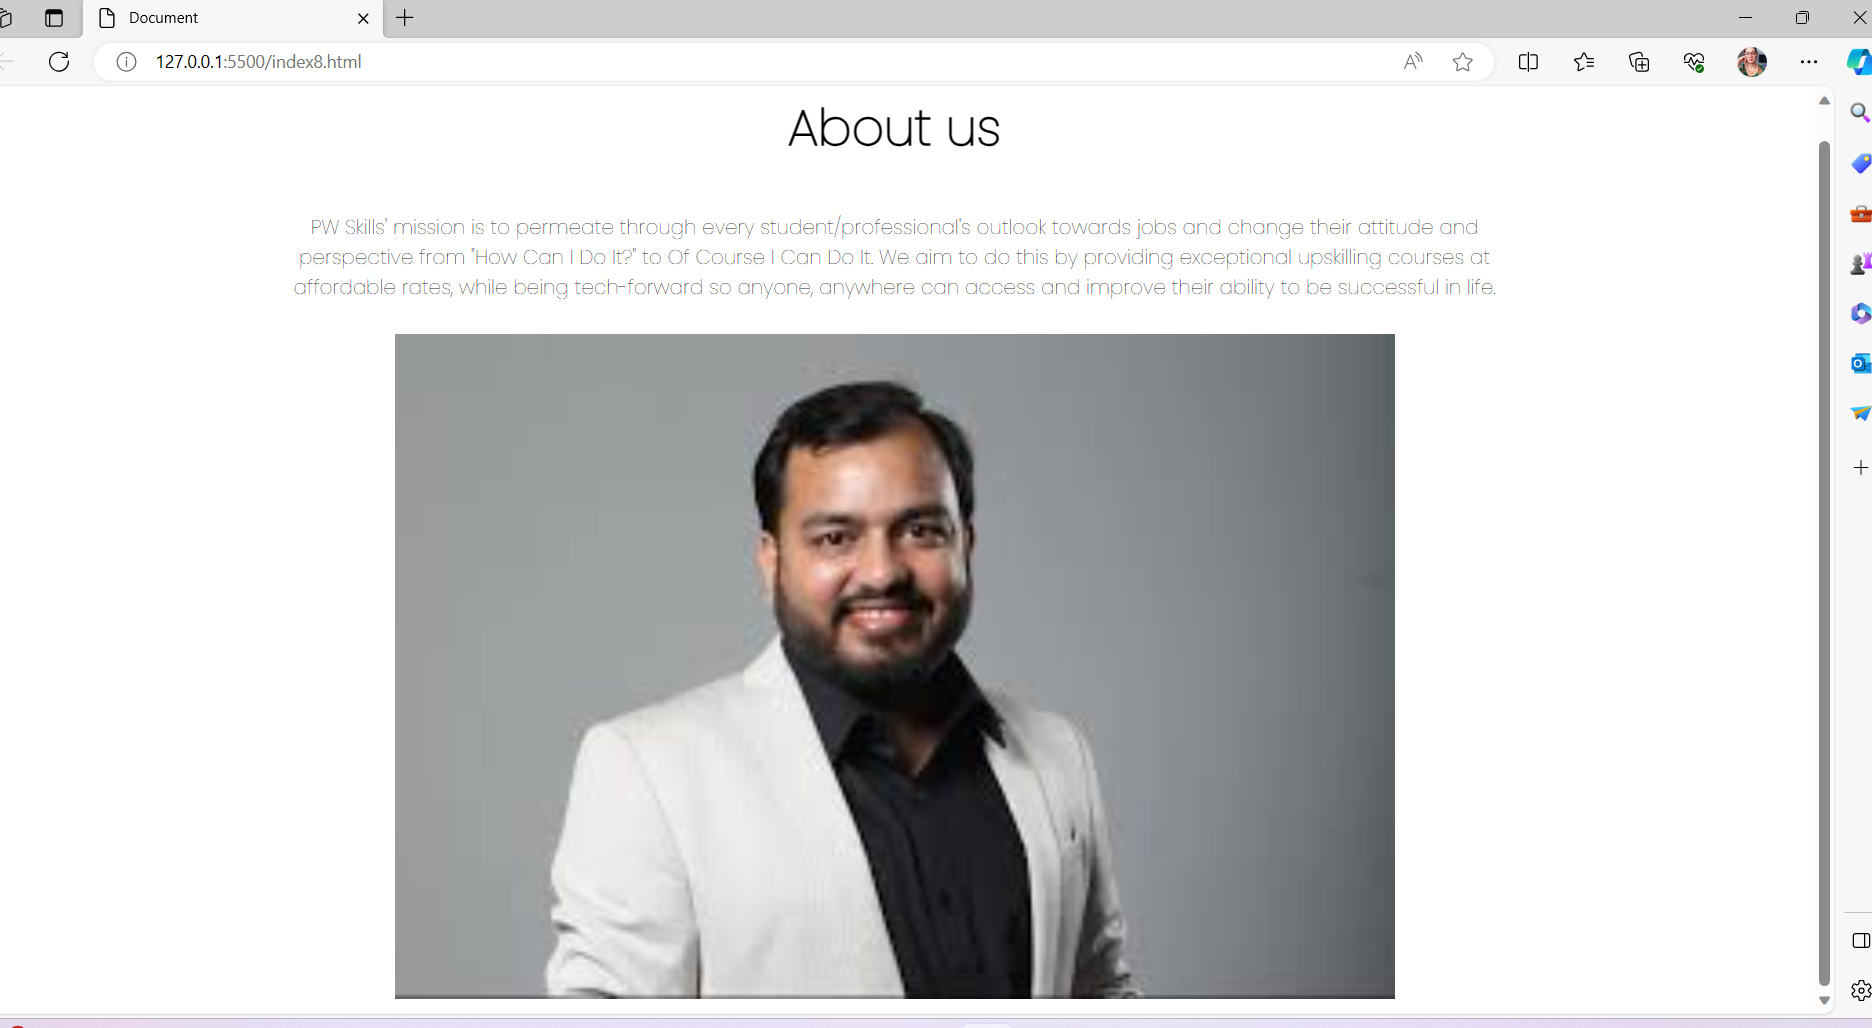 Document
127.0.0.1:5500/index8.html
About us
PW Skills' mission is to permeate through every student/professional's outlook towards jobs and change their attitude and
perspective from "How Can I Do It?" to Of Course I Can Do It. We aim to do this by providing exceptional upskilling courses at
affordable rates, while being tech-forward so anyone, anywhere can access and improve their ability to be successful in life.